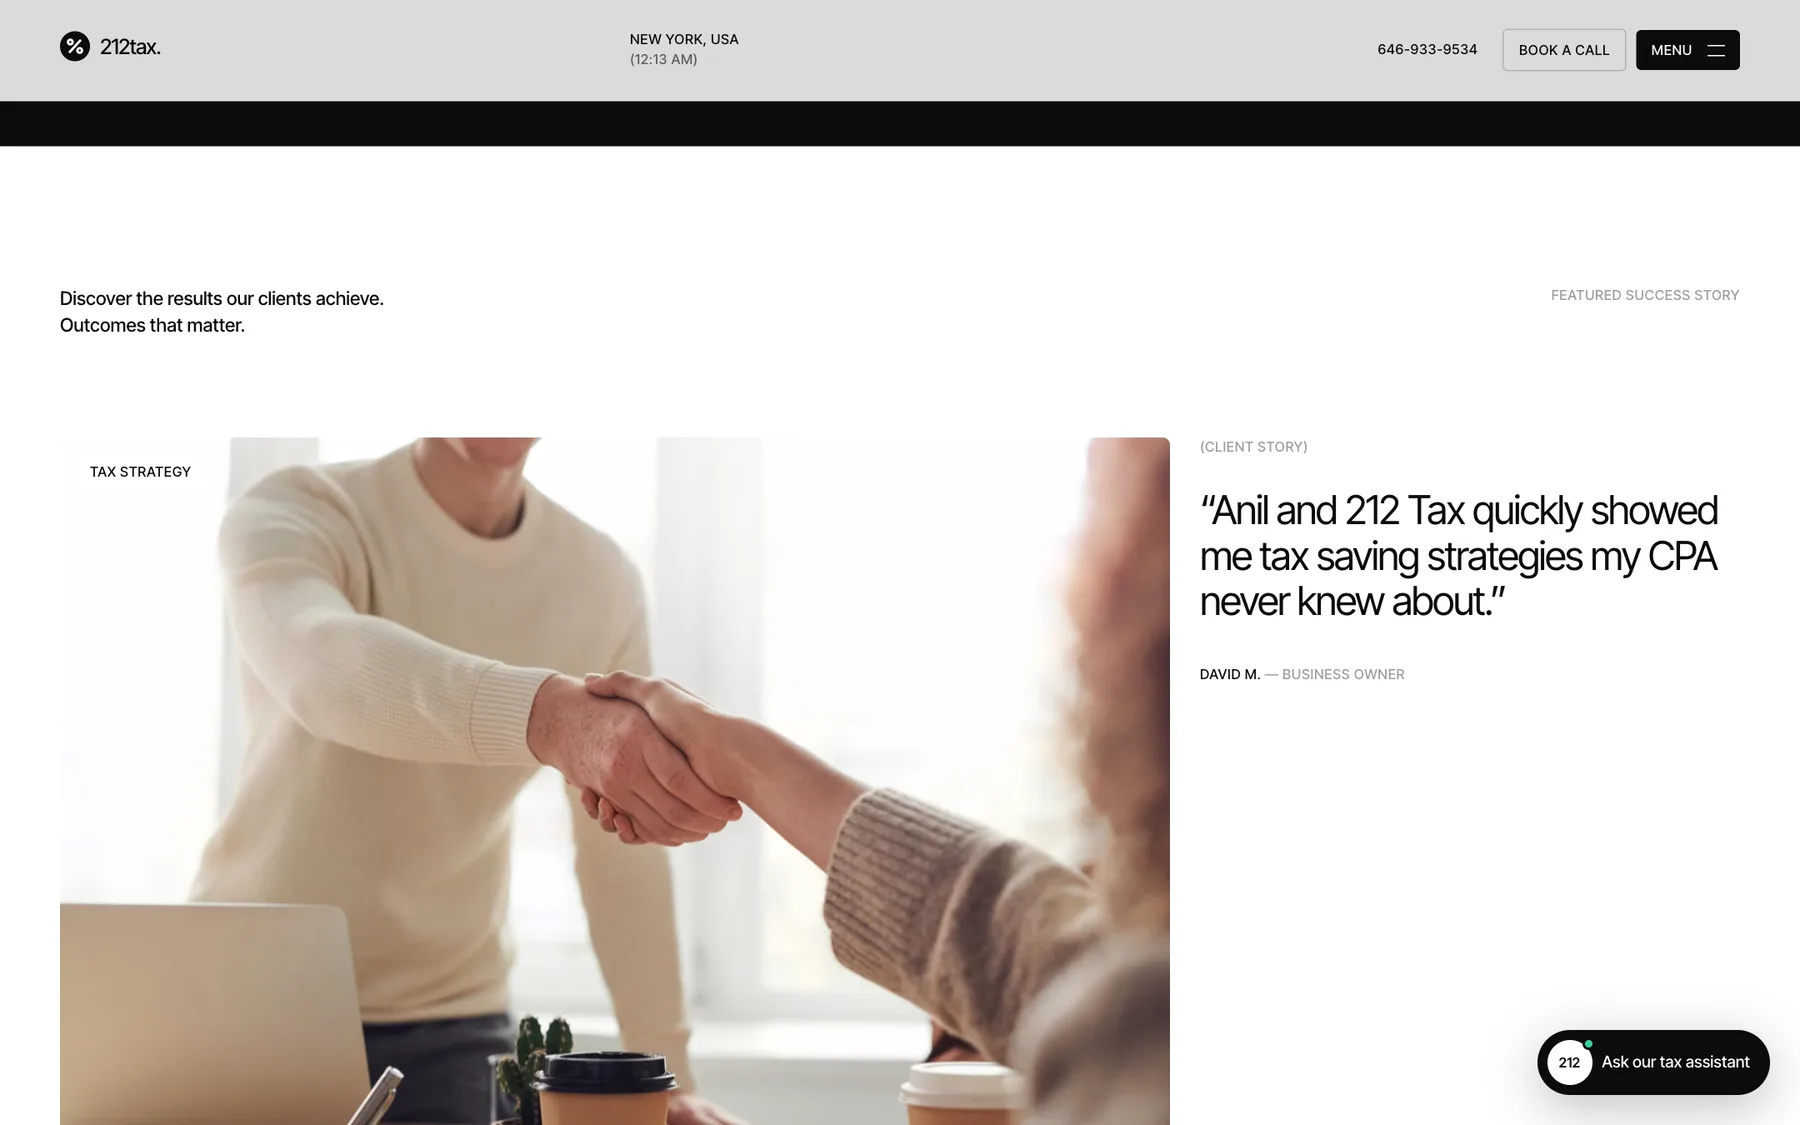 212tax.
NEW YORK, USA
(12:13 AM)
646-933-9534
BOOK A CALL
MENU
Discover the results our clients achieve.
Outcomes that matter.
FEATURED SUCCESS STORY
TAX STRATEGY
(CLIENT STORY)
“Anil and 212 Tax quickly showed
me tax saving strategies my CPA
never knew about.”
DAVID M. — BUSINESS OWNER
212
Ask our tax assistant